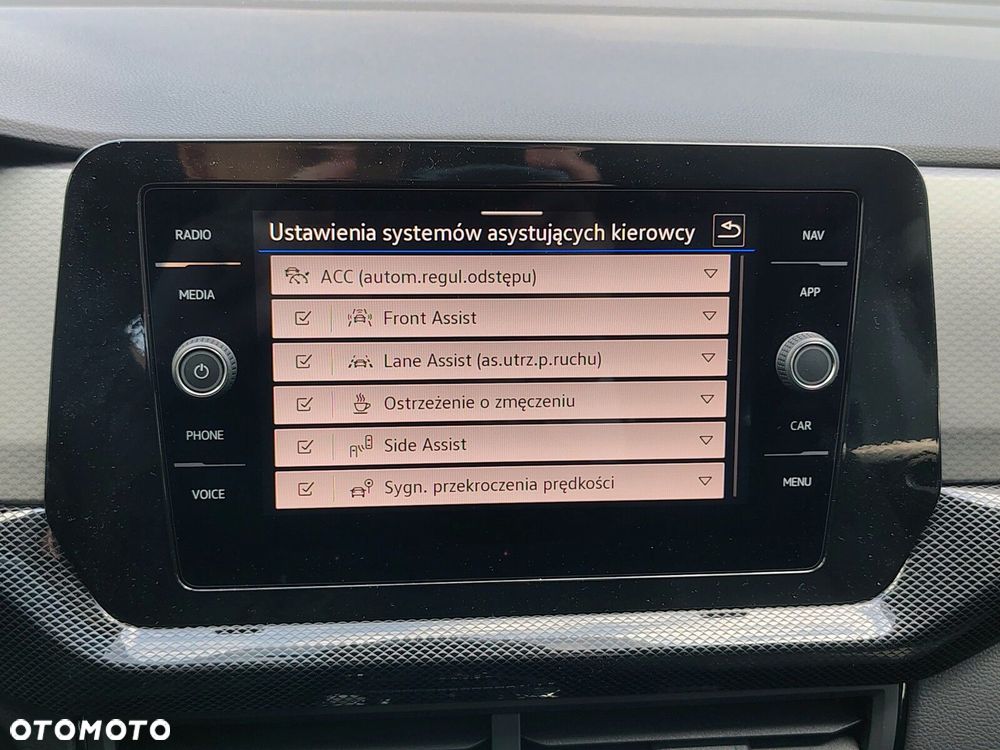 Ustawienia systemów asystujących kierowcy
RADIO
MEDIA
PHONE
VOICE
ACC (autom.regul.odstępu)
Front Assist
Lane Assist (as.utrz.p.ruchu)
Ostrzeżenie o zmęczeniu
Side Assist
Sygn. przekroczenia prędkości
NAV
APP
CAR
MENU
OTOMOTO